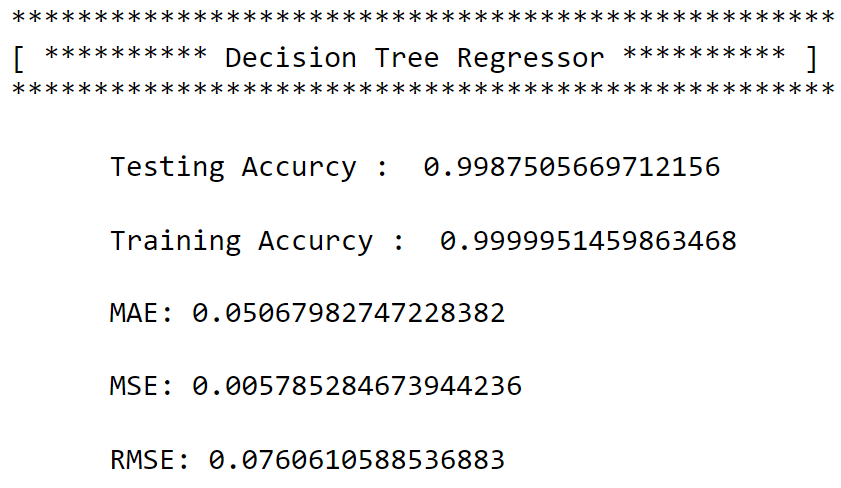 **************************************************
[ ********** Decision Tree Regressor ********** ]
**************************************************
Testing Accurcy :  0.9987505669712156
Training Accurcy :  0.9999951459863468
MAE: 0.05067982747228382
MSE: 0.005785284673944236
RMSE: 0.0760610588536883